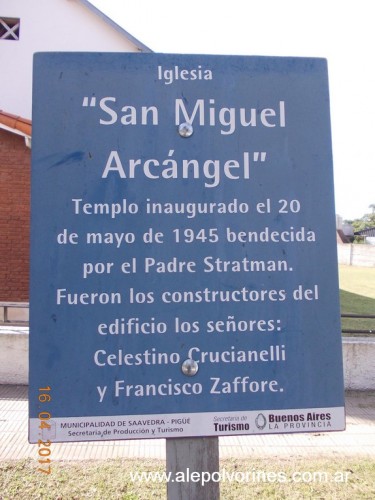 Iglesia
"San Miguel
Arcángel"
Templo inaugurado el 20
de mayo de 1945 bendecida
por el Padre Stratman.
Fueron los constructores del
edificio los señores:
Celestino Crucianelli
y Francisco Zaffore.
MUNICIPALIDAD DE SAAVEDRA - PIGÜE
Secretaria de Producción y Turismo
Secretaría de
Turismo
Buenos Aires
LA PROVINCIA
16 04 2017
www.alepolvorines.com.ar